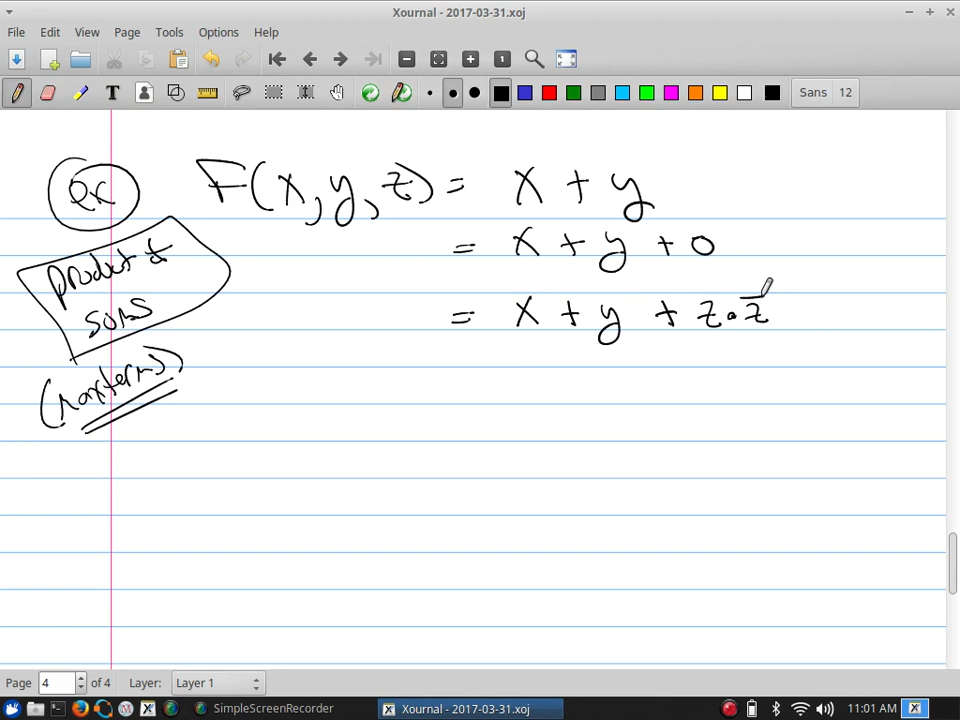 Xournal - 2017-03-31.xoj
File Edit View Page Tools Options Help
Sans 12
ex F(x, y, z) = x + y
= x + y + 0
product of
sums
= x + y + z · z̅
(maxterms)
Page 4 of 4 Layer: Layer 1
SimpleScreenRecorder Xournal - 2017-03-31.xoj 11:01 AM